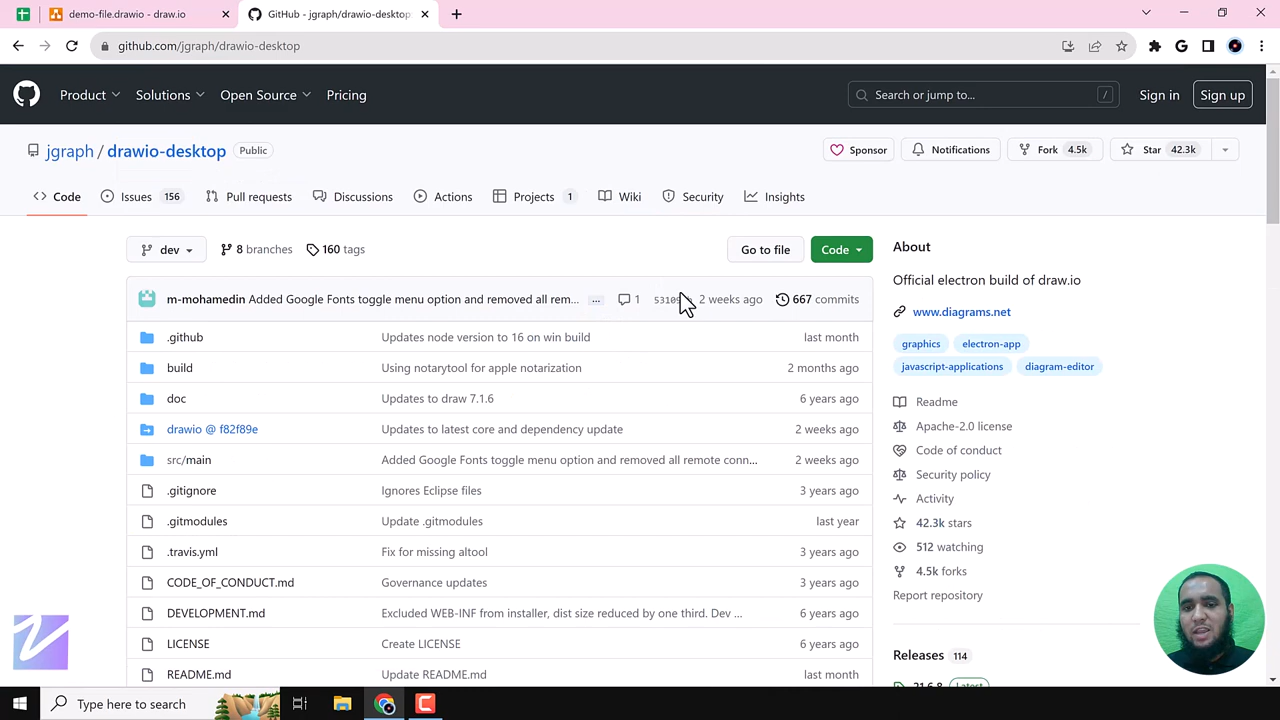 demo-file.drawio - draw.io
GitHub - jgraph/drawio-desktop
github.com/jgraph/drawio-desktop
Product
Solutions
Open Source
Pricing
Search or jump to...
/
Sign in
Sign up
jgraph / drawio-desktop
Public
Sponsor
Notifications
Fork 4.5k
Star 42.3k
Code
Issues 156
Pull requests
Discussions
Actions
Projects 1
Wiki
Security
Insights
dev
8 branches
160 tags
Go to file
Code
m-mohamedin Added Google Fonts toggle menu option and removed all rem...
...
1
2 weeks ago
667 commits
.github
Updates node version to 16 on win build
last month
build
Using notarytool for apple notarization
2 months ago
doc
Updates to draw 7.1.6
6 years ago
drawio @ f82f89e
Updates to latest core and dependency update
2 weeks ago
src/main
Added Google Fonts toggle menu option and removed all remote conn...
2 weeks ago
.gitignore
Ignores Eclipse files
3 years ago
.gitmodules
Update .gitmodules
last year
.travis.yml
Fix for missing altool
3 years ago
CODE_OF_CONDUCT.md
Governance updates
3 years ago
DEVELOPMENT.md
Excluded WEB-INF from installer, dist size reduced by one third. Dev ...
6 years ago
LICENSE
Create LICENSE
6 years ago
README.md
Update README.md
last month
About
Official electron build of draw.io
www.diagrams.net
graphics
electron-app
javascript-applications
diagram-editor
Readme
Apache-2.0 license
Code of conduct
Security policy
Activity
42.3k stars
512 watching
4.5k forks
Report repository
Releases 114
21.6.8
Latest
Type here to search